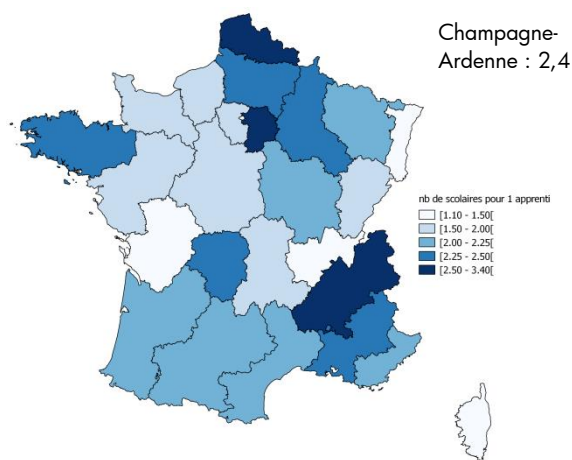 Champagne-
Ardenne : 2,4
nb de scolaires pour 1 apprenti
[1.10 - 1.50[
[1.50 - 2.00[
[2.00 - 2.25[
[2.25 - 2.50[
[2.50 - 3.40[